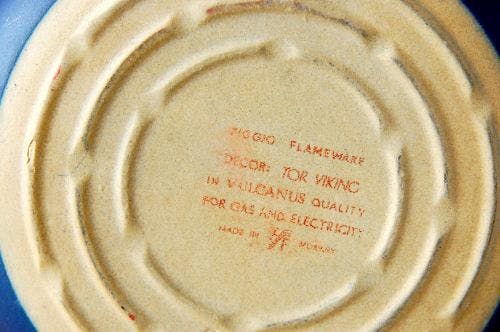 FIGGJO FLAMEWARE
DECOR: TOR VIKING
IN VULCANUS QUALITY
FOR GAS AND ELECTRICITY
MADE IN NORWAY